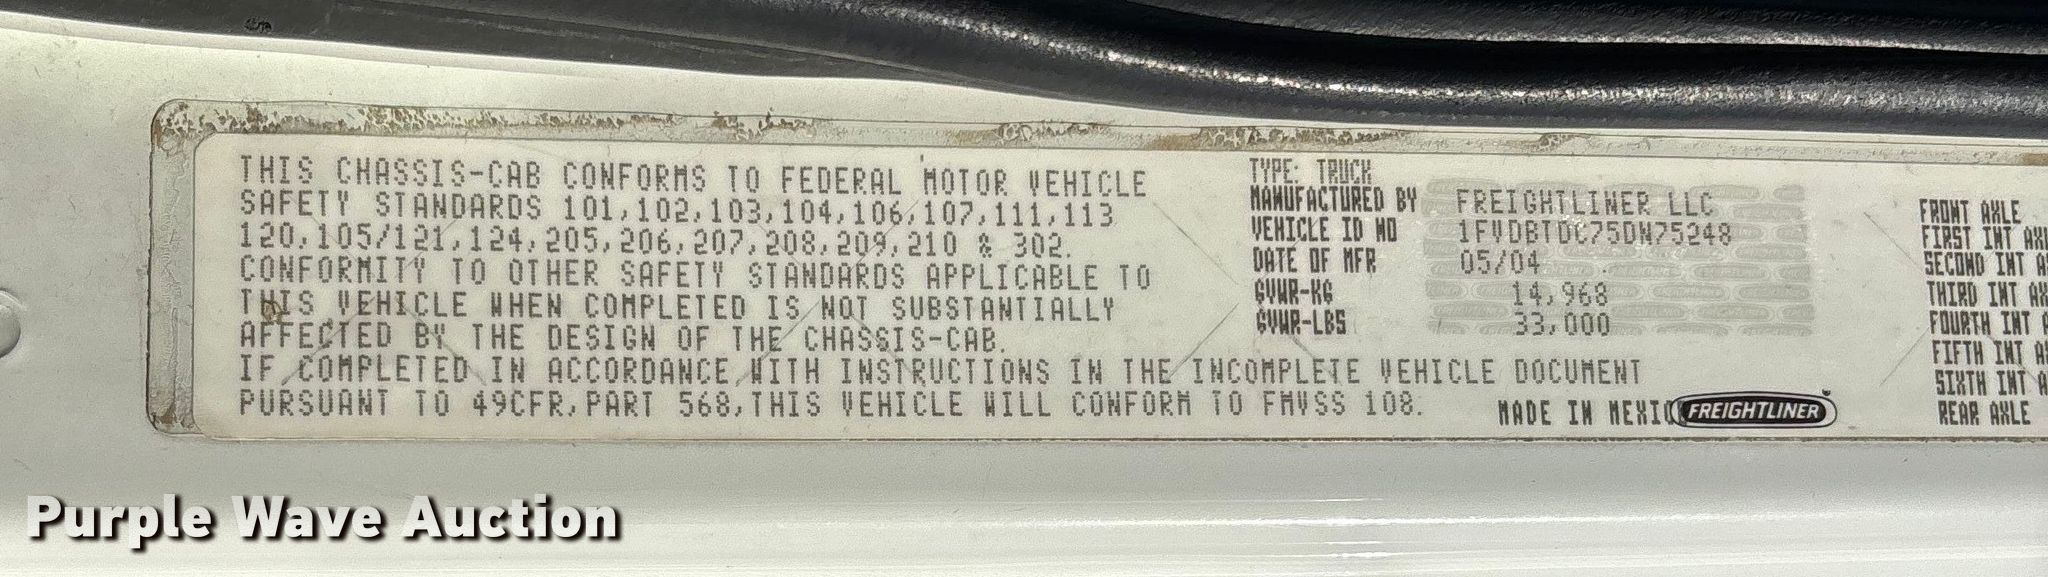 THIS CHASSIS-CAB CONFORMS TO FEDERAL MOTOR VEHICLE
SAFETY STANDARDS 101,102,103,104,106,107,111,113
120,105/121,124,205,206,207,208,209,210 & 302.
CONFORMITY TO OTHER SAFETY STANDARDS APPLICABLE TO
THIS VEHICLE WHEN COMPLETED IS NOT SUBSTANTIALLY
AFFECTED BY THE DESIGN OF THE CHASSIS-CAB.
IF COMPLETED IN ACCORDANCE WITH INSTRUCTIONS IN THE INCOMPLETE VEHICLE DOCUMENT
PURSUANT TO 49CFR,PART 568,THIS VEHICLE WILL CONFORM TO FMVSS 108.
TYPE: TRUCK
MANUFACTURED BY FREIGHTLINER LLC
VEHICLE ID NO 1FVDBTDC75DN75248
DATE OF MFR 05/04
GVWR-KG 14,968
GVWR-LBS 33,000
MADE IN MEXICO
FREIGHTLINER
FRONT AXLE
FIRST INT AXL
SECOND INT A
THIRD INT AX
FOURTH INT A
FIFTH INT A
SIXTH INT A
REAR AXLE
Purple Wave Auction